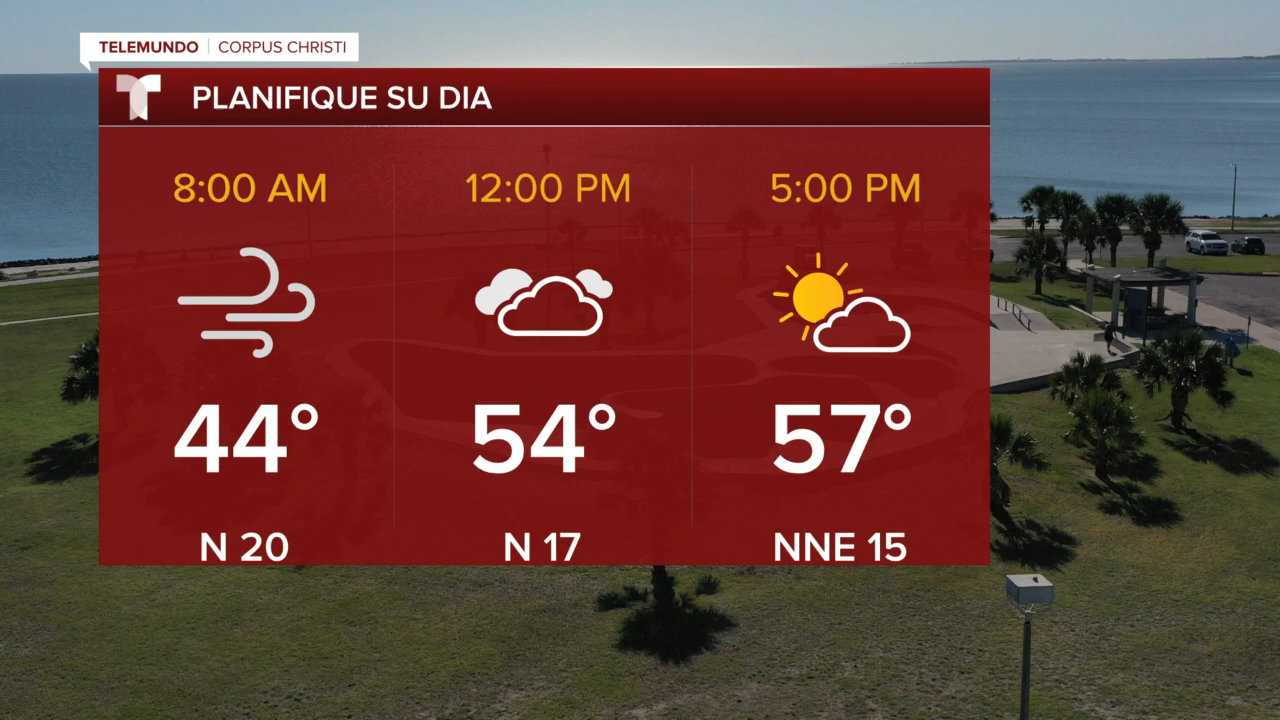 TELEMUNDO | CORPUS CHRISTI
PLANIFIQUE SU DIA
8:00 AM
12:00 PM
5:00 PM
44°
54°
57°
N 20
N 17
NNE 15